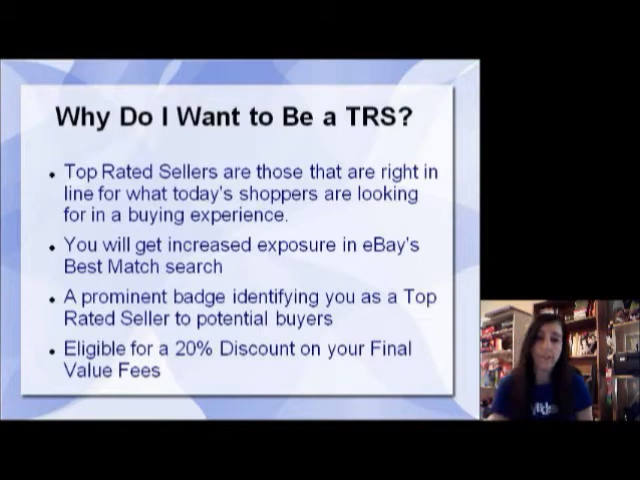 Why Do I Want to Be a TRS?
• Top Rated Sellers are those that are right in
line for what today's shoppers are looking
for in a buying experience.
• You will get increased exposure in eBay's
Best Match search
• A prominent badge identifying you as a Top
Rated Seller to potential buyers
• Eligible for a 20% Discount on your Final
Value Fees